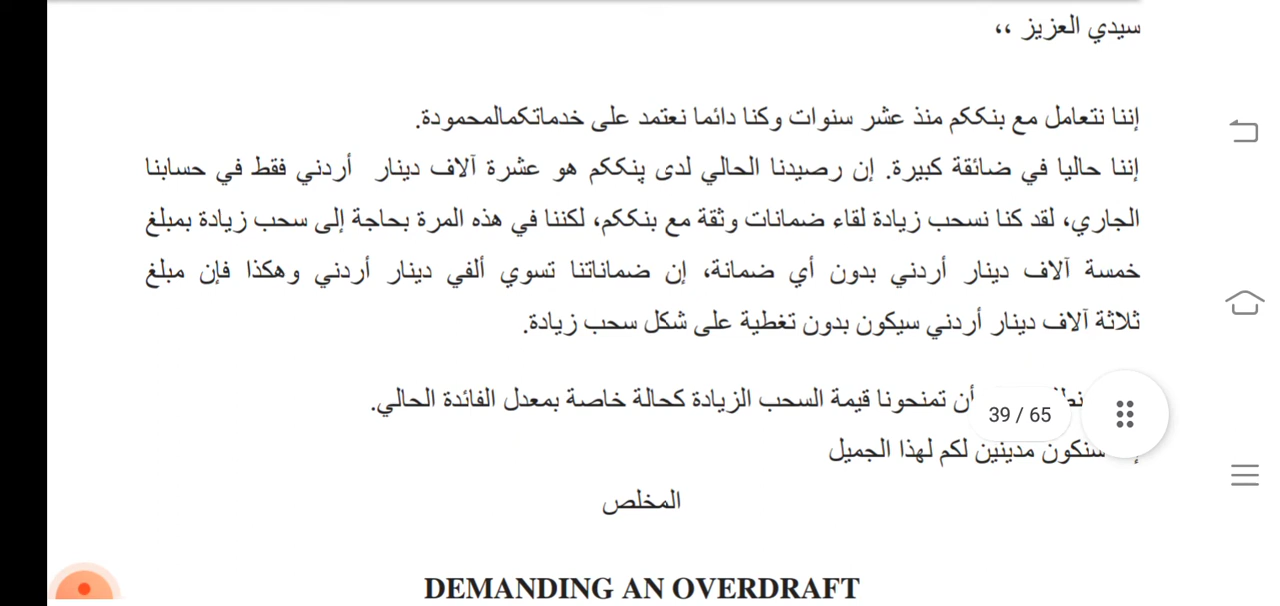 سيدي العزيز ،،
إننا نتعامل مع بنككم منذ عشر سنوات وكنا دائما نعتمد على خدماتكمالمحمودة.
إننا حاليا في ضائقة كبيرة. إن رصيدنا الحالي لدى پنككم هو عشرة آلاف دينار أردني فقط في حسابنا
الجاري، لقد كنا نسحب زيادة لقاء ضمانات وثقة مع بنككم، لكننا في هذه المرة بحاجة إلى سحب زيادة بمبلغ
خمسة آلاف دينار أردني بدون أي ضمانة، إن ضماناتنا تسوي ألفي دينار أردني وهكذا فإن مبلغ
ثلاثة آلاف دينار أردني سيكون بدون تغطية على شكل سحب زيادة.
أن تمنحونا قيمة السحب الزيادة كحالة خاصة بمعدل الفائدة الحالي.
سنكون مدينين لكم لهذا الجميل
39 / 65
المخلص
DEMANDING AN OVERDRAFT